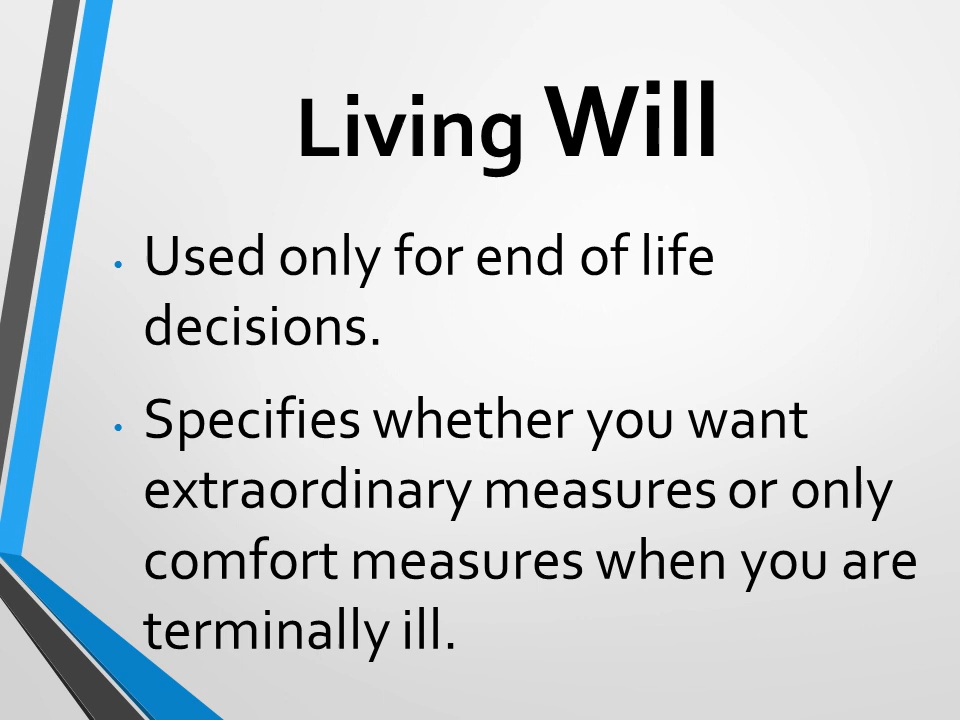 Living Will
• Used only for end of life
decisions.
• Specifies whether you want
extraordinary measures or only
comfort measures when you are
terminally ill.